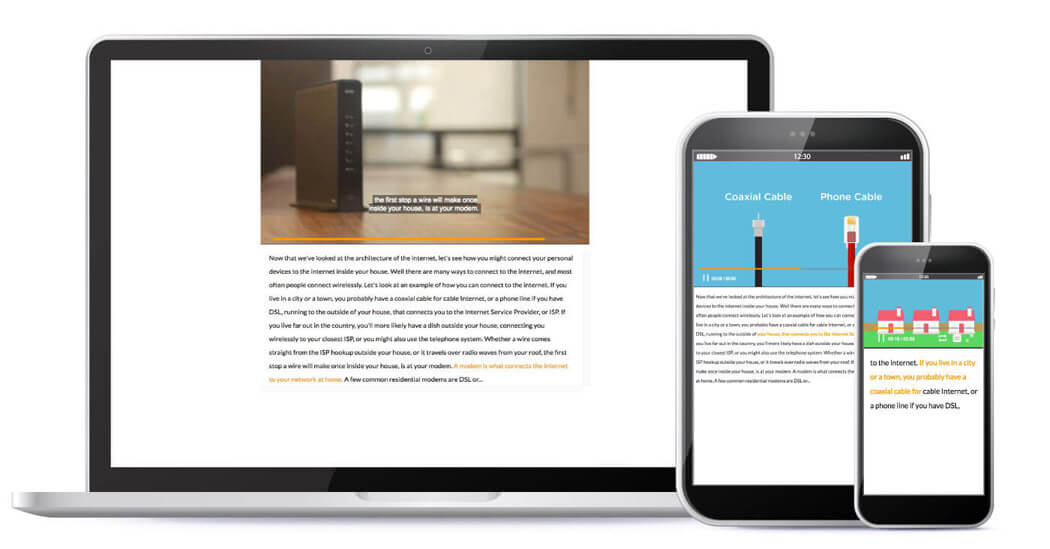 the first stop a wire will make once
inside your house, is at your modem.
Now that we've looked at the architecture of the internet, let's see how you might connect your personal
devices to the internet inside your house. Well there are many ways to connect to the internet, and most
often people connect wirelessly. Let's look at an example of how you can connect to the internet. If you
live in a city or a town, you probably have a coaxial cable for cable Internet, or a phone line if you have
DSL, running to the outside of your house, that connects you to the Internet Service Provider, or ISP. If
you live far out in the country, you'll more likely have a dish outside your house, connecting you
wirelessly to your closest ISP, or you might also use the telephone system. Whether a wire comes
straight from the ISP hookup outside your house, or it travels over radio waves from your roof, the first
stop a wire will make once inside your house, is at your modem. A modem is what connects the internet
to your network at home. A few common residential modems are DSL or...
12:30
Coaxial Cable Phone Cable
Now that we've looked at the architecture of the internet, let's see how you mi
devices to the internet inside your house. Well there are many ways to connec
often people connect wirelessly. Let's look at an example of how you can conne
live in a city or a town, you probably have a coaxial cable for cable Internet, or a
DSL, running to the outside of your house, that connects you to the Internet Se
you live far out in the country, you'll more likely have a dish outside your house
wirelessly to your closest ISP, or you might also use the telephone system. Whe
ISP hookup outside your house, or it travels over radio waves from your roof, t
make once inside your house, is at your modem. A modem is what connects the
at home. A few common residential modems are DSL or...
12:30
to the internet. If you live in a city
or a town, you probably have a
coaxial cable for cable Internet, or
a phone line if you have DSL,